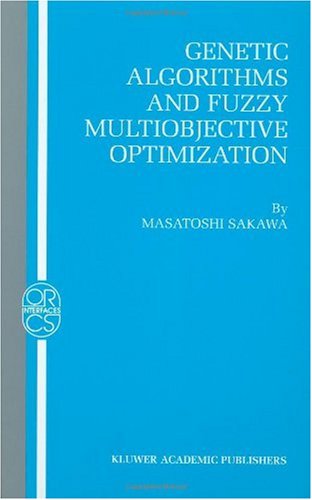 GENETIC
ALGORITHMS
AND FUZZY
MULTIOBJECTIVE
OPTIMIZATION
By
MASATOSHI SAKAWA
OR
INTERFACES
CS
KLUWER ACADEMIC PUBLISHERS